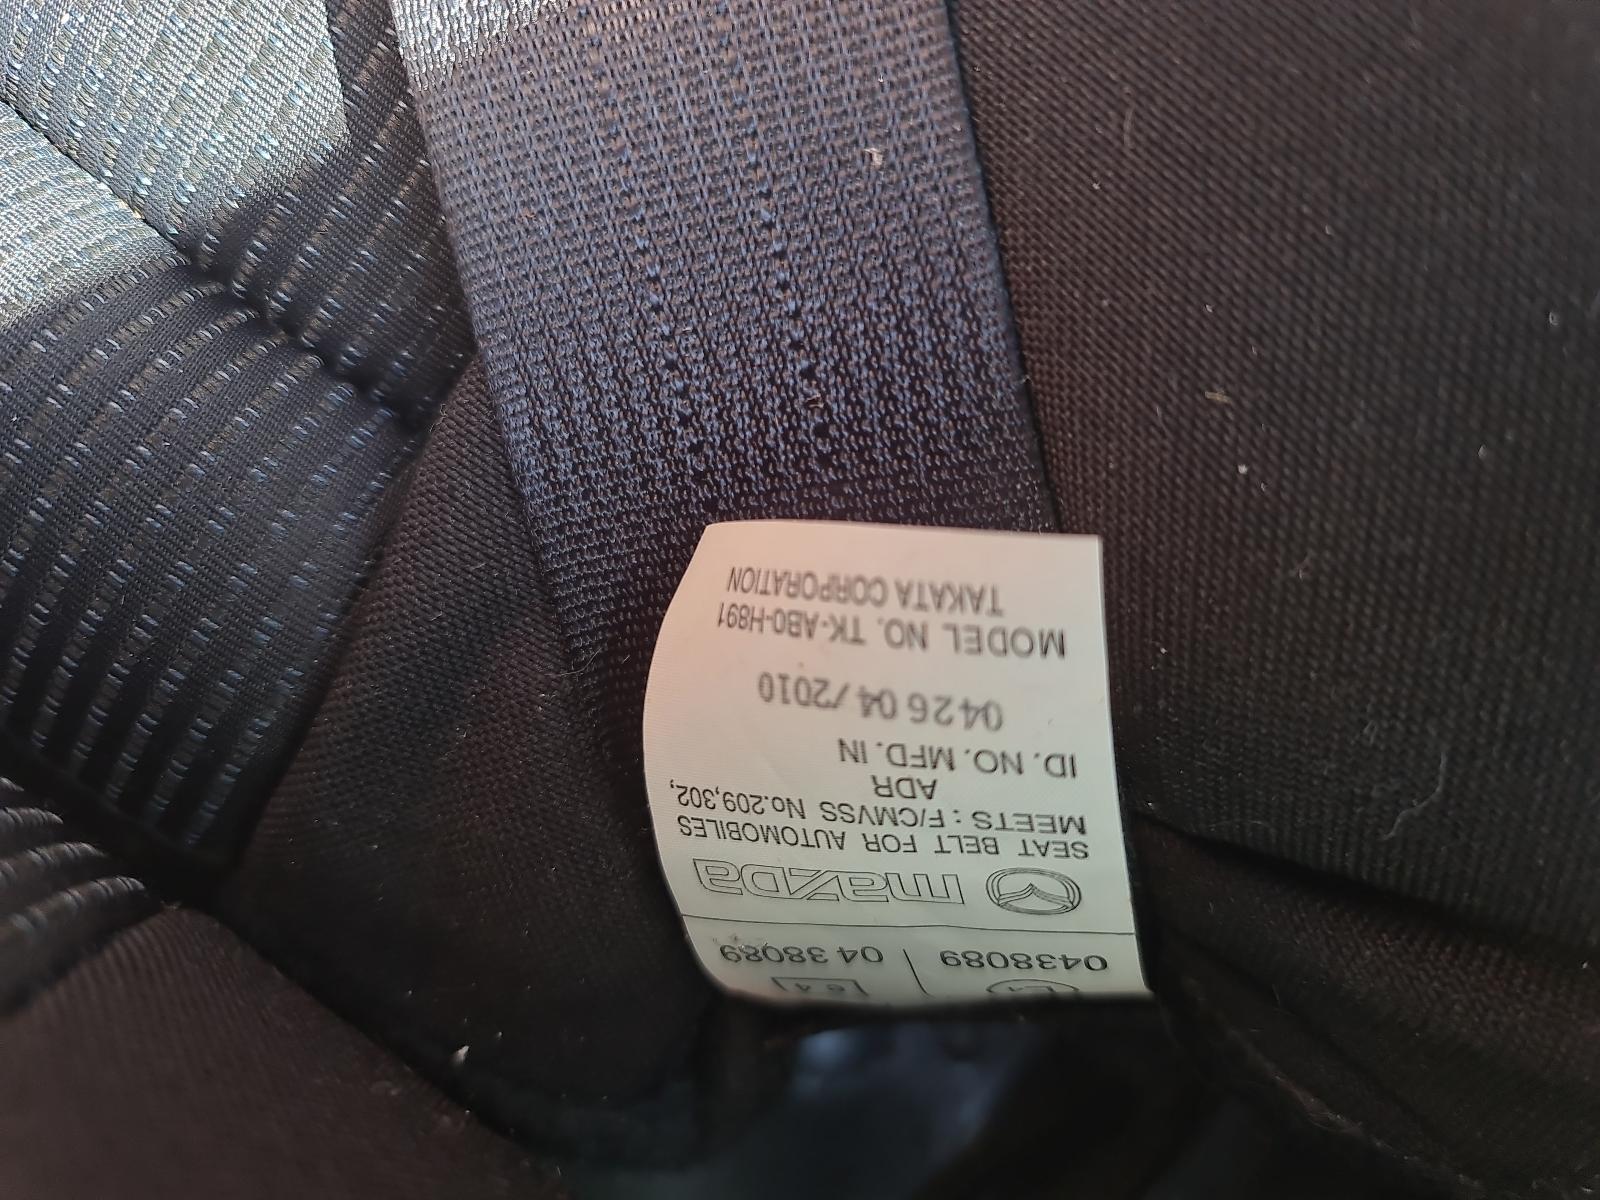 0438089 04 38089
mazda
SEAT BELT FOR AUTOMOBILES
MEETS : F/CMVSS No.209,302,
ADR
ID. NO. MFD. IN
0426 04/2010
MODEL NO. TK-AB0-H891
TAKATA CORPORATION